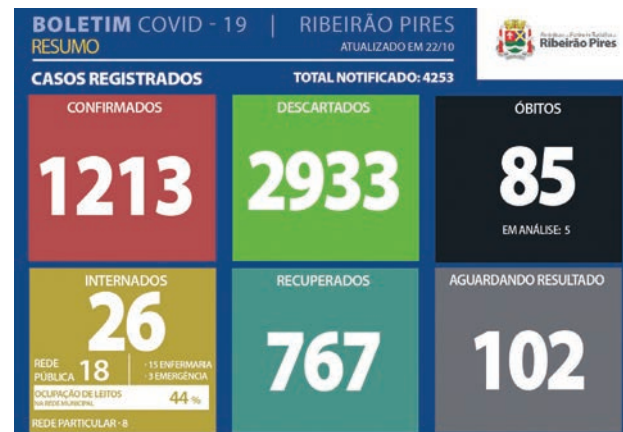 BOLETIM COVID - 19 | RIBEIRÃO PIRES
RESUMO
ATUALIZADO EM 22/10
Ribeirão Pires
CASOS REGISTRADOS
TOTAL NOTIFICADO: 4253
CONFIRMADOS
1213
DESCARTADOS
2933
ÓBITOS
85
EM ANÁLISE: 5
INTERNADOS
26
REDE
PÚBLICA 18
- 15 ENFERMARIA
- 3 EMERGÊNCIA
OCUPAÇÃO DE LEITOS
NA REDE MUNICIPAL
44 %
REDE PARTICULAR - 8
RECUPERADOS
767
AGUARDANDO RESULTADO
102